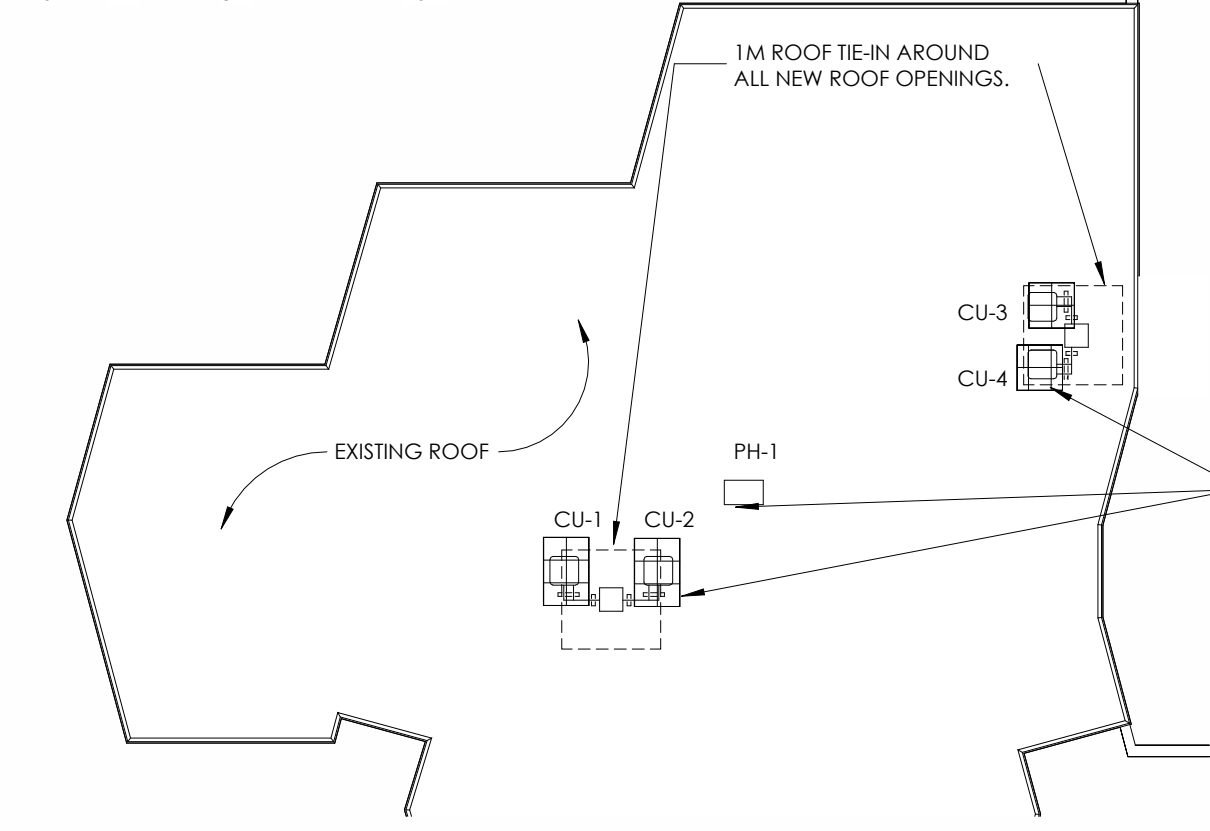 1M ROOF TIE-IN AROUND
ALL NEW ROOF OPENINGS.
CU-3
CU-4
EXISTING ROOF
PH-1
CU-1
CU-2